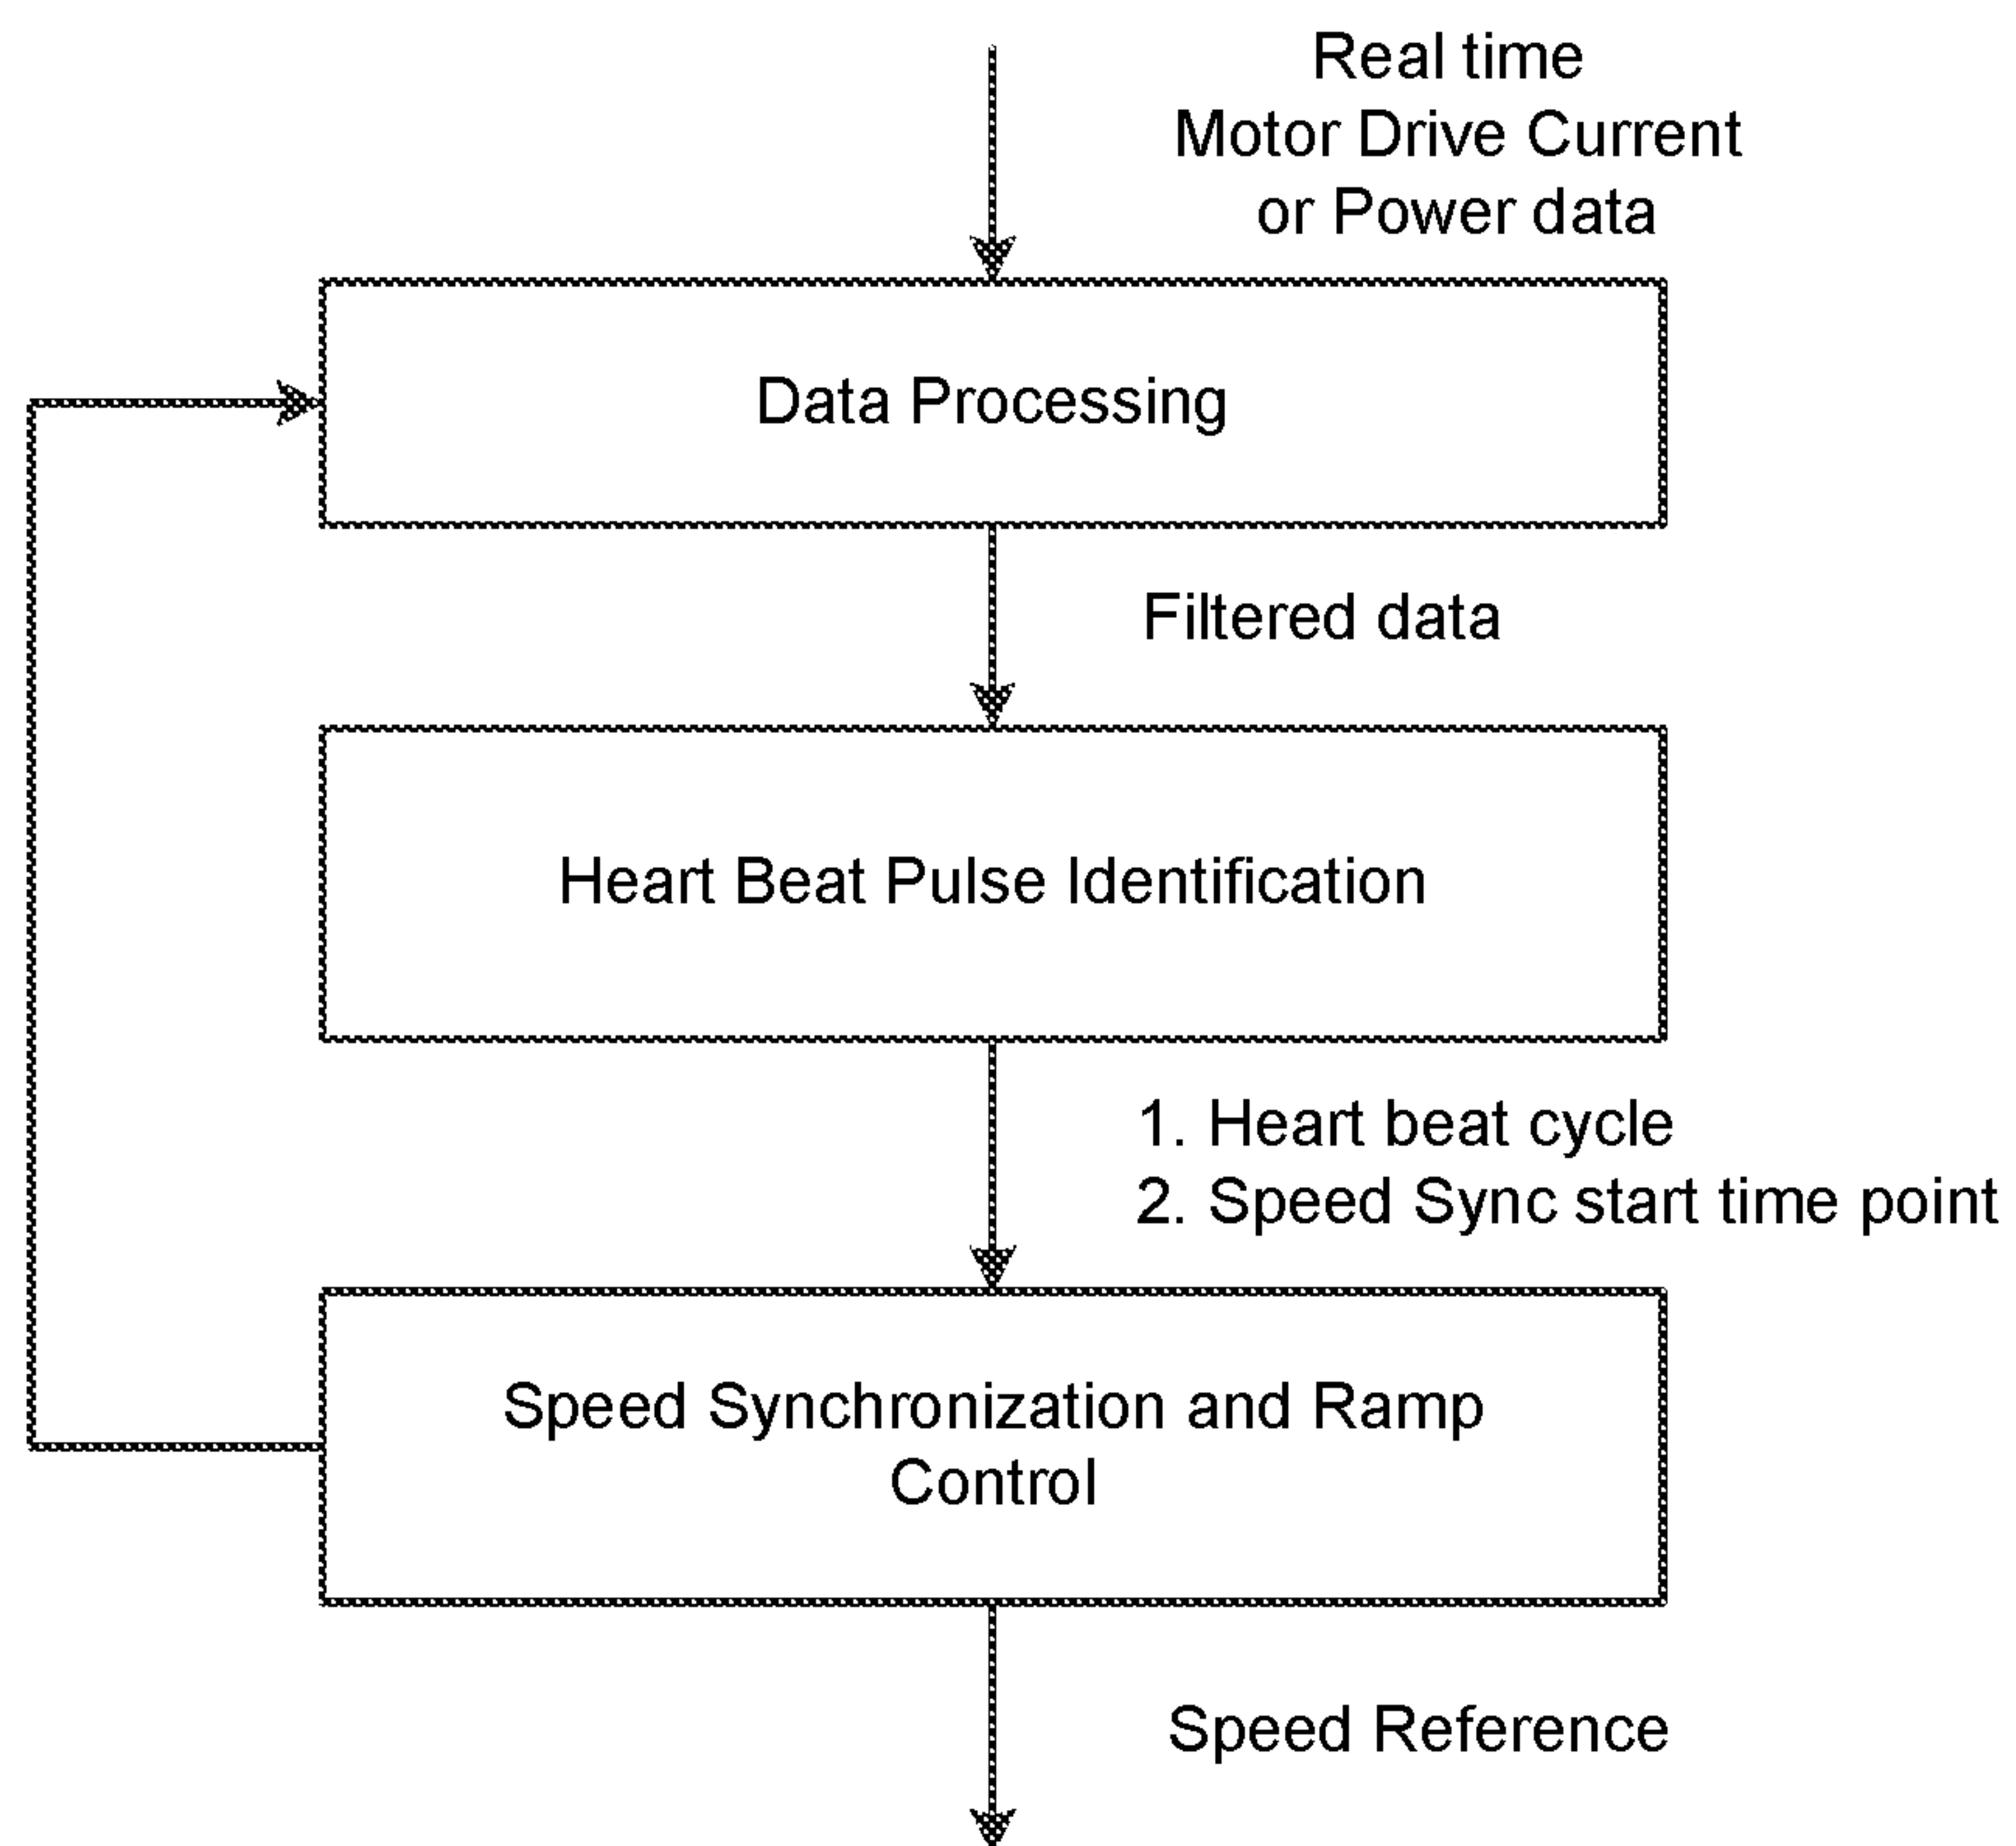 Real time
Motor Drive Current
or Power data
Data Processing
Filtered data
Heart Beat Pulse Identification
1. Heart beat cycle
2. Speed Sync start time point
Speed Synchronization and Ramp
Control
Speed Reference